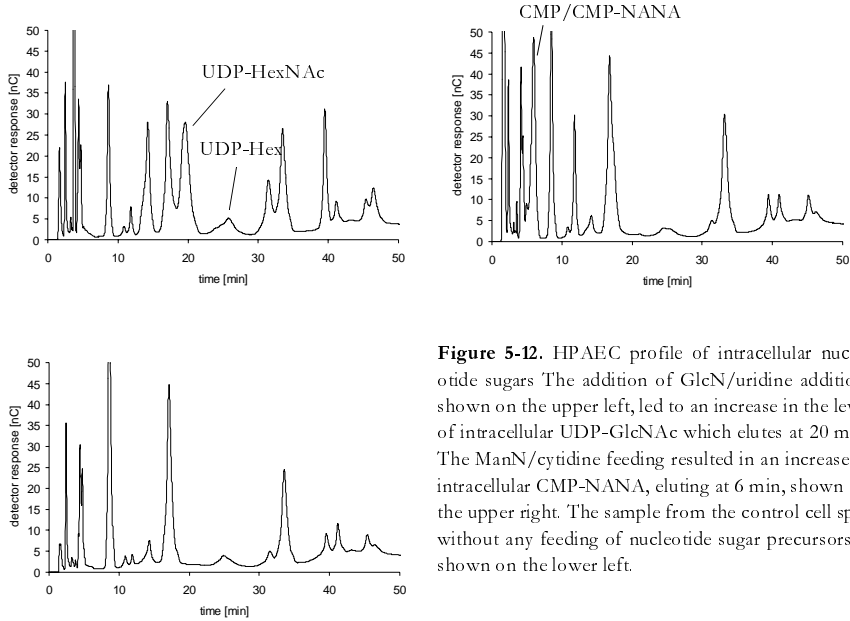 CMP/CMP-NANA
50
45
40
35
30
25
20
15
10
5
0
detector response [nC]
UDP-HexNAc
UDP-Hex
0 10 20 30 40 50
time [min]
50
45
40
35
30
25
20
15
10
5
0
detector response [nC]
0 10 20 30 40 50
time [min]
50
45
40
35
30
25
20
15
10
5
0
detector response [nC]
0 10 20 30 40 50
time [min]
Figure 5-12. HPAEC profile of intracellular nuc
otide sugars The addition of GlcN/uridine additio
shown on the upper left, led to an increase in the lev
of intracellular UDP-GlcNAc which elutes at 20 m
The ManN/cytidine feeding resulted in an increase
intracellular CMP-NANA, eluting at 6 min, shown
the upper right. The sample from the control cell sp
without any feeding of nucleotide sugar precursors
shown on the lower left.